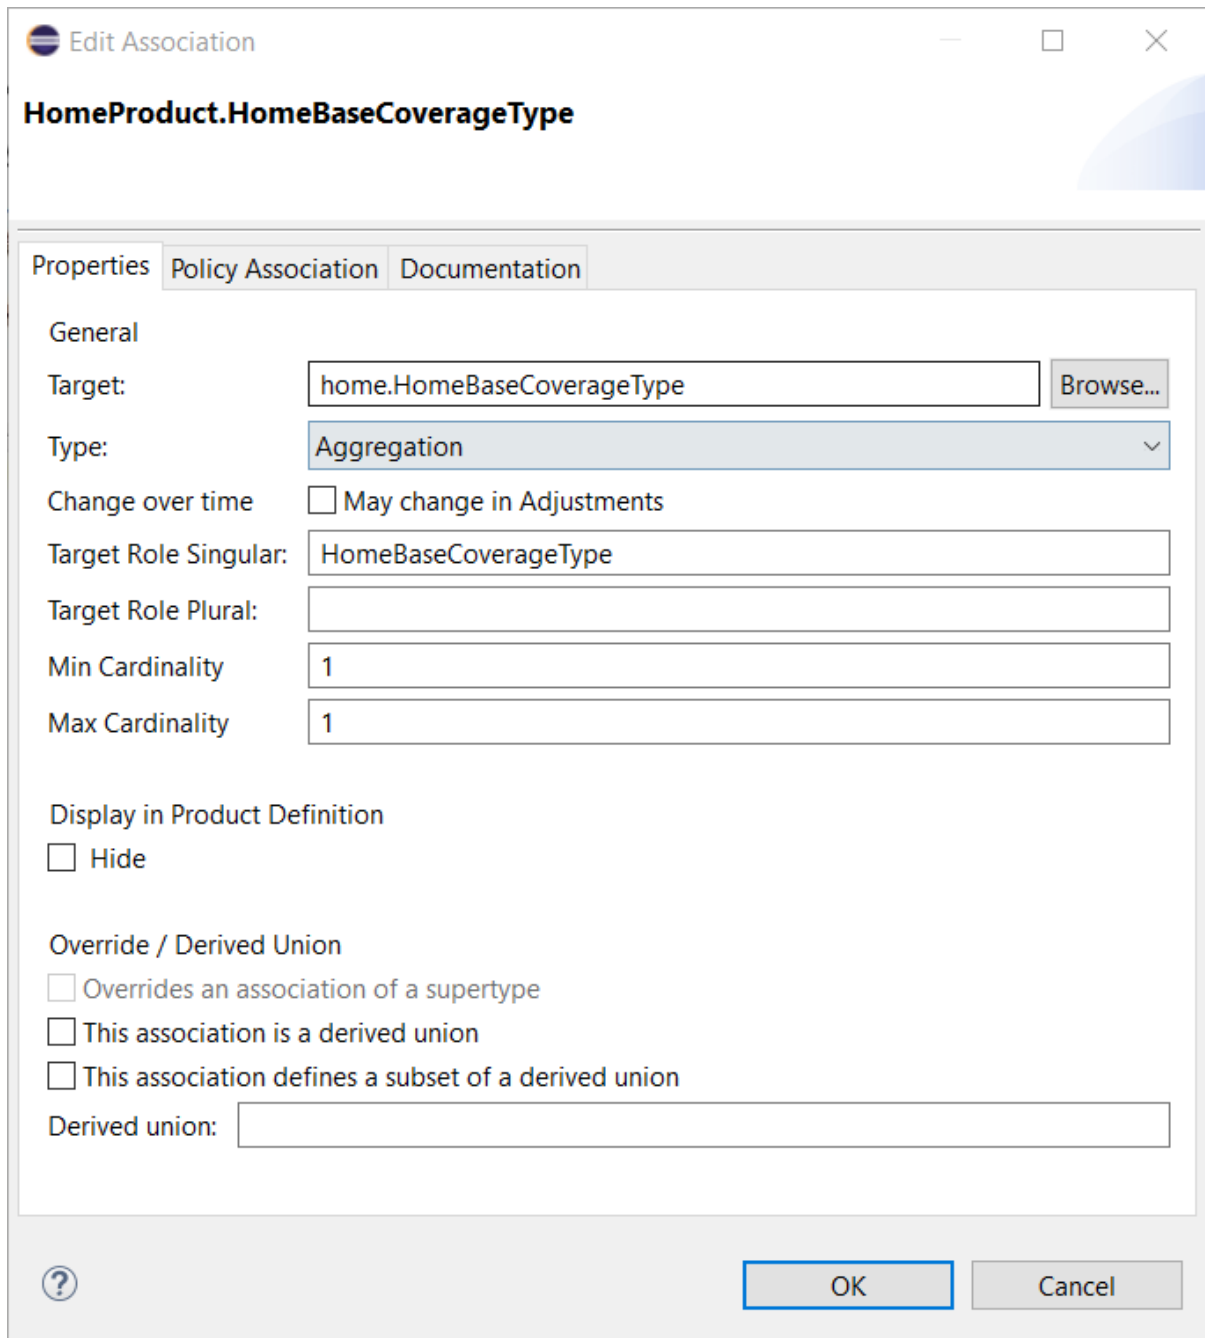 Edit Association
HomeProduct.HomeBaseCoverageType
Properties Policy Association Documentation
General
Target: home.HomeBaseCoverageType Browse...
Type: Aggregation
Change over time May change in Adjustments
Target Role Singular: HomeBaseCoverageType
Target Role Plural:
Min Cardinality 1
Max Cardinality 1
Display in Product Definition
Hide
Override / Derived Union
Overrides an association of a supertype
This association is a derived union
This association defines a subset of a derived union
Derived union:
? OK Cancel